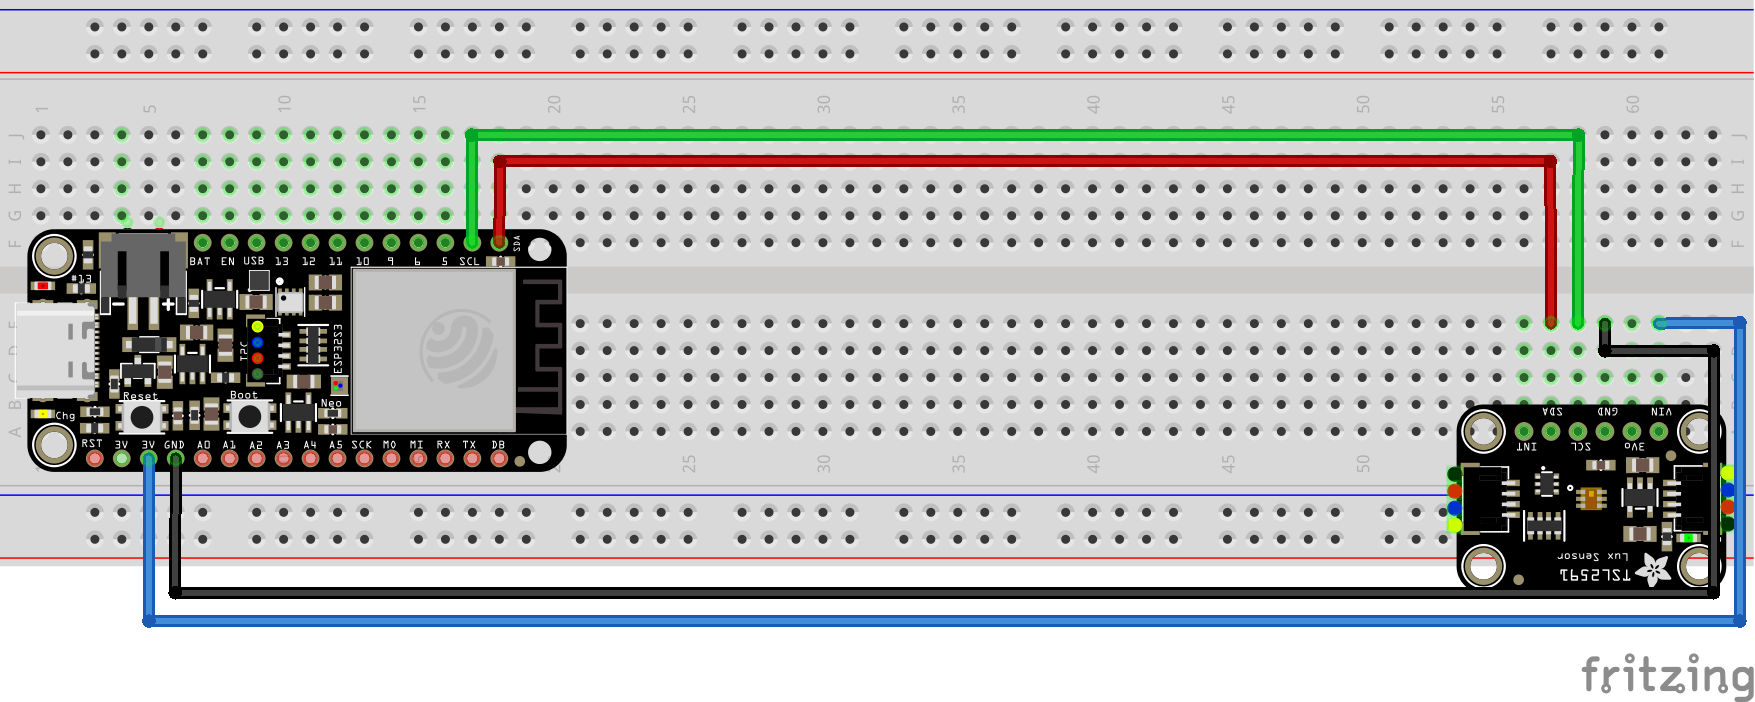 1 5 10 15 20 25 30 35 40 45 50 55 60
J J
I I
H H
G G
F F
BAT EN USB 13 12 11 10 9 6 5 SCL SDA
#13
- +
I2C
ESP32S3
Reset Boot Neo
Chg
B
A
RST 3V 3V GND A0 A1 A2 A3 A4 A5 SCK MO MI RX TX DB
25 30 35 40 45 50
SDA GND VIN
INT SCL 3Vo
Lux Sensor
TSL2591
fritzing